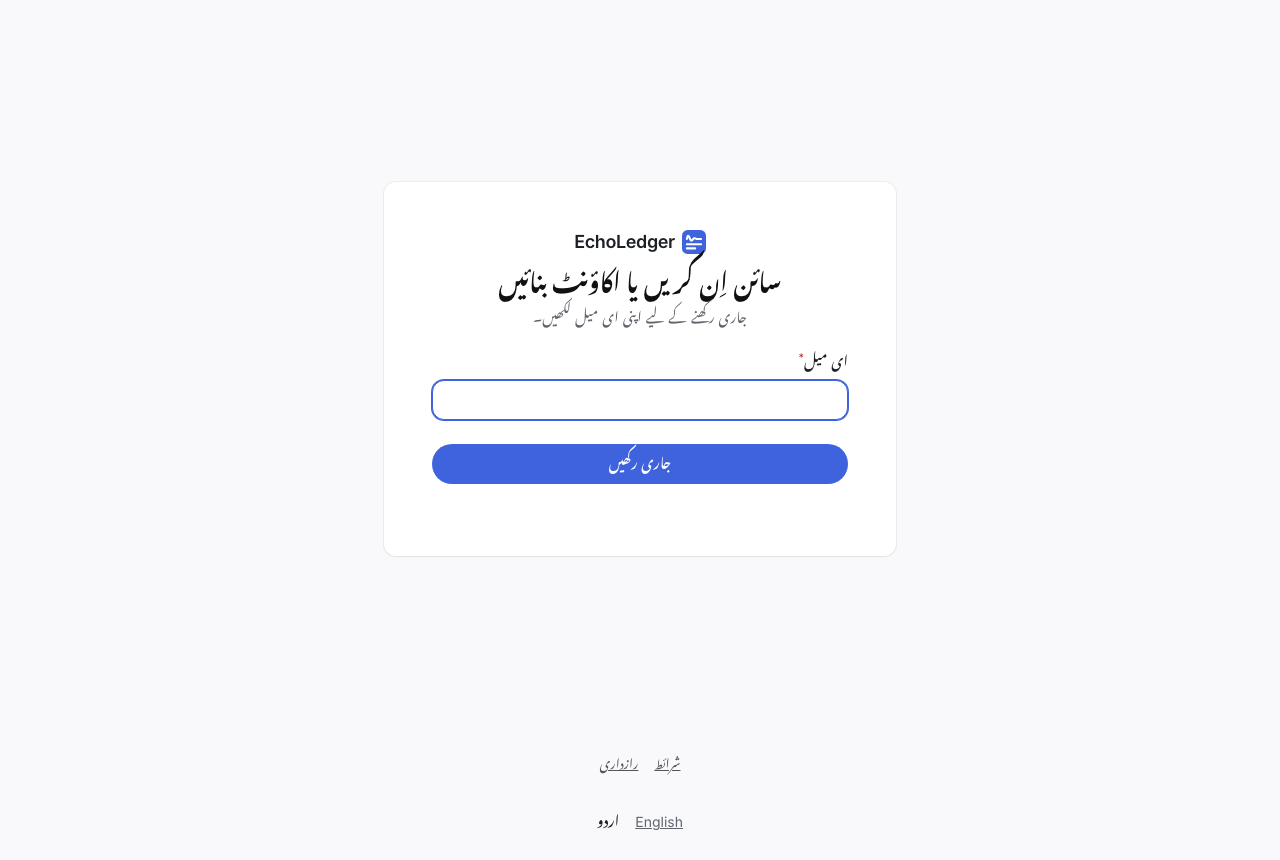 EchoLedger
سائن اِن کریں یا اکاؤنٹ بنائیں
جاری رکھنے کے لیے اپنی ای میل لکھیں۔
ای میل*
جاری رکھیں
شرائط رازداری
English اردو